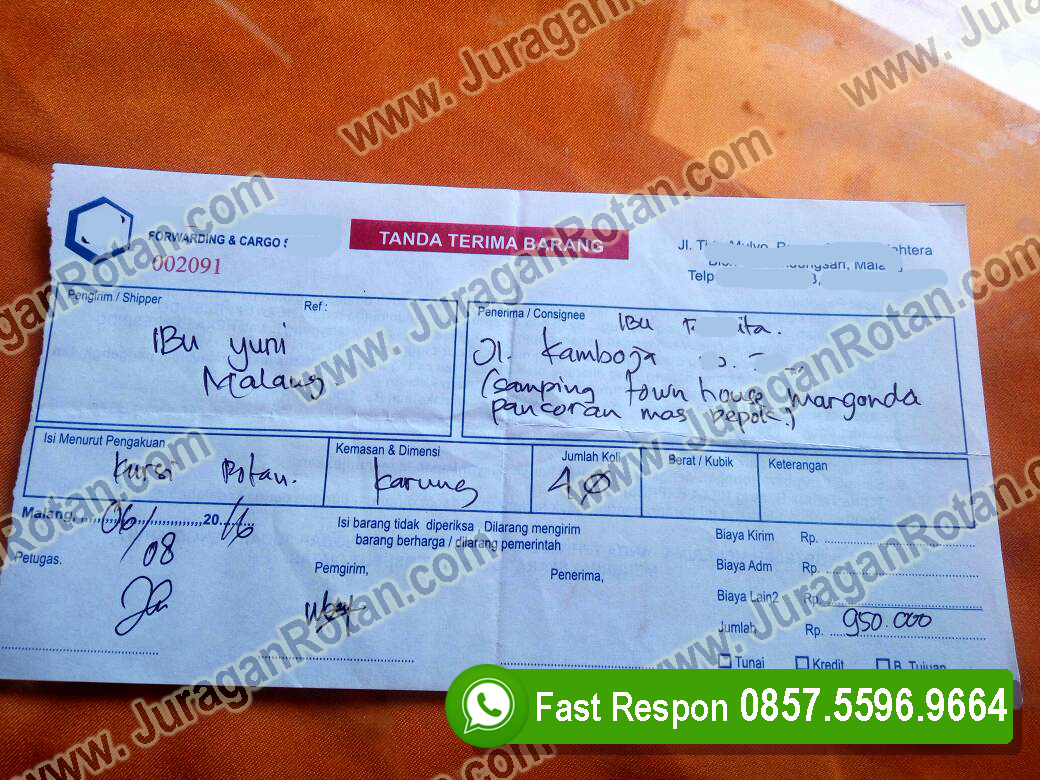 FORWARDING & CARGO
TANDA TERIMA BARANG
002091
Jl.
Malang
Telp
Pengirim / Shipper
Ref :
IBu yuni
Malang.
Penerima / Consignee
IBu
Jl. Kamboja
(samping town house Margonda
pancoran mas Depok.)
Isi Menurut Pengakuan
Kursi Rotan.
Kemasan & Dimensi
karung
Jumlah Koli
40
Berat / Kubik
Keterangan
Malang, 06/08 2016
Petugas.
Isi barang tidak diperiksa , Dilarang mengirim
barang berharga / dilarang pemerintah
Pemgirim,
Penerima,
Biaya Kirim Rp.
Biaya Adm Rp.
Biaya Lain2 Rp.
Jumlah Rp. 950.000
Tunai Kredit B. Tujuan
Fast Respon 0857.5596.9664
www.JuraganRotan.com